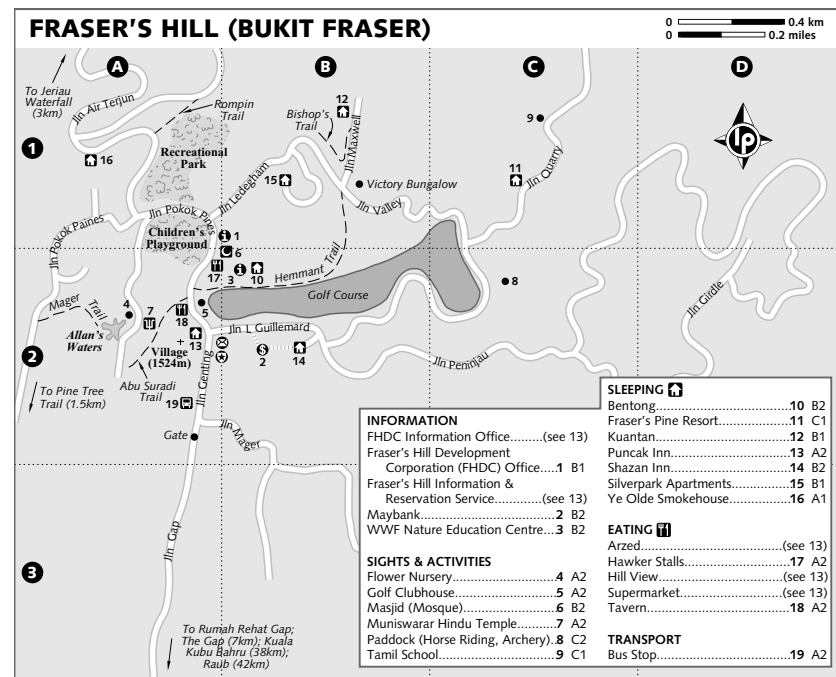 FRASER'S HILL (BUKIT FRASER)
0 0.4 km
0 0.2 miles
A B C D
To Jeriau
Waterfall
(3km)
Jln Air Terjun
Rompin
Trail
Bishop's
Trail
12
Jln Maxwell
9
lp
1
16
Recreational
Park
Jln Ledegham
15
Victory Bungalow
11
Jln Quarry
Jln Valley
Jln Pokok Pines
Jln Pokok Paines
Children's
Playground
1
6
17
3
10
Hemmant Trail
8
Golf Course
Jln Girdle
Mager Trail
4
7
18
5
Allan's
Waters
2
Village
(1524m)
13
Jln L Guillemard
$
2
14
Jln Peninjau
Abu Suradi
Trail
To Pine Tree
Trail (1.5km)
19
Jln Genting
Gate
Jln Mager
3
Jln Gap
To Rumah Rehat Gap;
The Gap (7km); Kuala
Kubu Bahru (38km);
Raub (42km)
INFORMATION
FHDC Information Office........(see 13)
Fraser's Hill Development
Corporation (FHDC) Office....1 B1
Fraser's Hill Information &
Reservation Service............(see 13)
Maybank................................2 B2
WWF Nature Education Centre...3 B2
SIGHTS & ACTIVITIES
Flower Nursery........................4 A2
Golf Clubhouse........................5 A2
Masjid (Mosque).....................6 B2
Muniswarar Hindu Temple.........7 A2
Paddock (Horse Riding, Archery)..8 C2
Tamil School...........................9 C1
SLEEPING
Bentong...............................10 B2
Fraser's Pine Resort................11 C1
Kuantan...............................12 B1
Puncak Inn...........................13 A2
Shazan Inn...........................14 B2
Silverpark Apartments..............15 B1
Ye Olde Smokehouse...............16 A1
EATING
Arzed................................(see 13)
Hawker Stalls........................17 A2
Hill View............................(see 13)
Supermarket........................(see 13)
Tavern................................18 A2
TRANSPORT
Bus Stop..............................19 A2